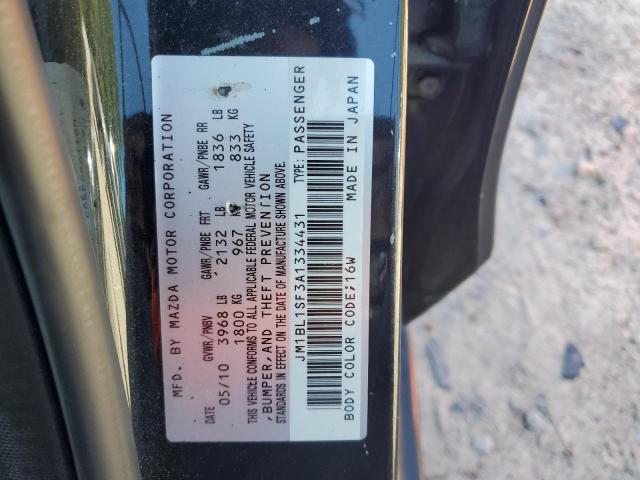 MFD. BY MAZDA MOTOR CORPORATION
GVWR/PNBV GAWR/PNBE FRT GAWR/PNBE RR
DATE 3968 LB 2132 LB 1836 LB
05/10 1800 KG 967 KG 833 KG
THIS VEHICLE CONFORMS TO ALL APPLICABLE FEDERAL MOTOR VEHICLE SAFETY
,BUMPER,AND THEFT PREVENTION
STANDARDS IN EFFECT ON THE DATE OF MANUFACTURE SHOWN ABOVE.
JM1BL1SF3A1334431 TYPE: PASSENGER
BODY COLOR CODE;16W MADE IN JAPAN